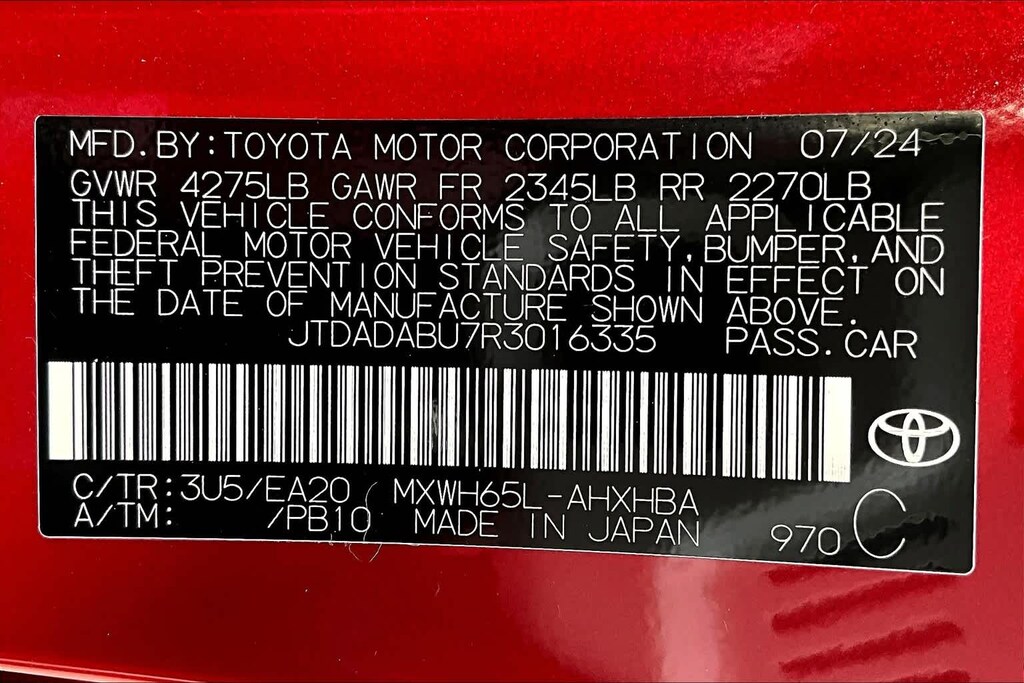 MFD.BY:TOYOTA MOTOR CORPORATION 07/24
GVWR 4275LB GAWR FR 2345LB RR 2270LB
THIS VEHICLE CONFORMS TO ALL APPLICABLE
FEDERAL MOTOR VEHICLE SAFETY,BUMPER,AND
THEFT PREVENTION STANDARDS IN EFFECT ON
THE DATE OF MANUFACTURE SHOWN ABOVE.
JTDADABU7R3016335 PASS.CAR
C/TR:3U5/EA20 MXWH65L-AHXHBA
A/TM: /PB10 MADE IN JAPAN 970 C